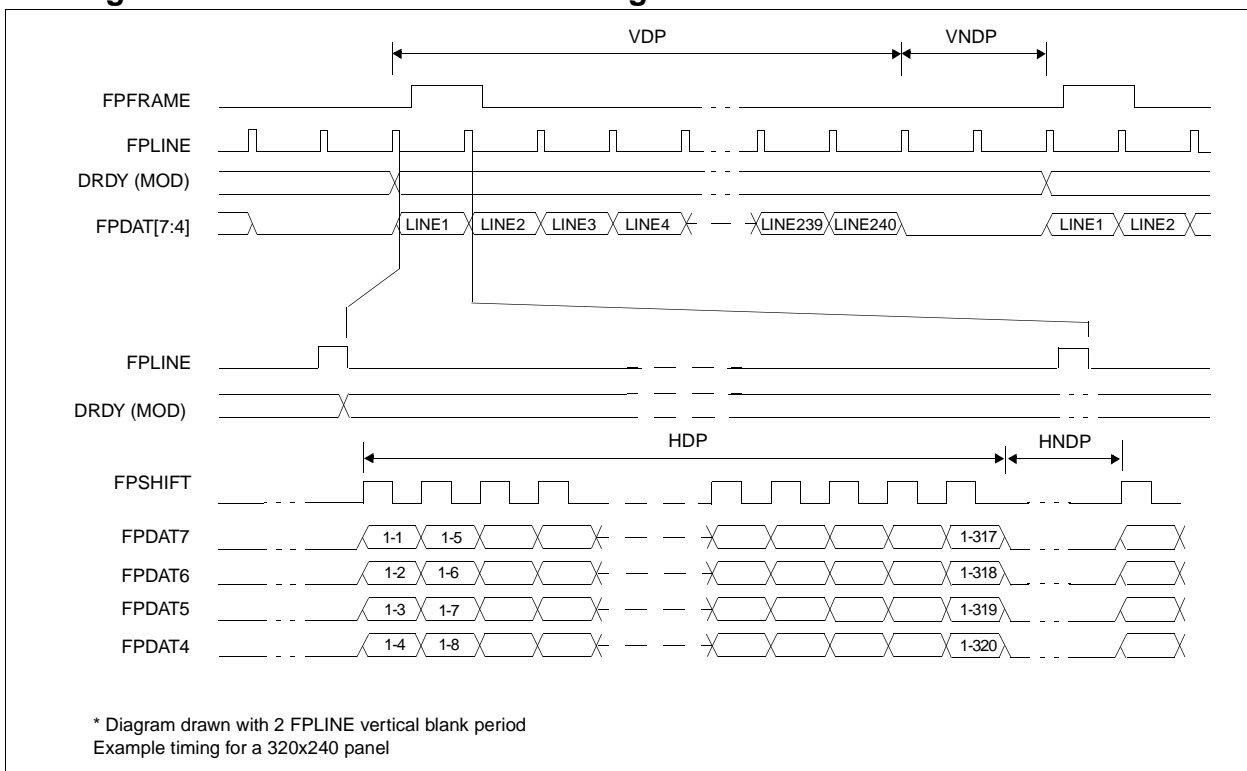 VDP VNDP
FPFRAME
FPLINE
DRDY (MOD)
FPDAT[7:4] LINE1 LINE2 LINE3 LINE4 LINE239 LINE240 LINE1 LINE2
FPLINE
DRDY (MOD)
HDP HNDP
FPSHIFT
FPDAT7 1-1 1-5 1-317
FPDAT6 1-2 1-6 1-318
FPDAT5 1-3 1-7 1-319
FPDAT4 1-4 1-8 1-320
* Diagram drawn with 2 FPLINE vertical blank period
Example timing for a 320x240 panel